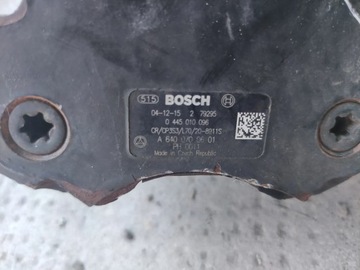 515 BOSCH
04-12-15 2 79295
0 445 010 096
CR/CP3S3/L70/20-8911S
A 640 070 06 01
Made in Czech Republic